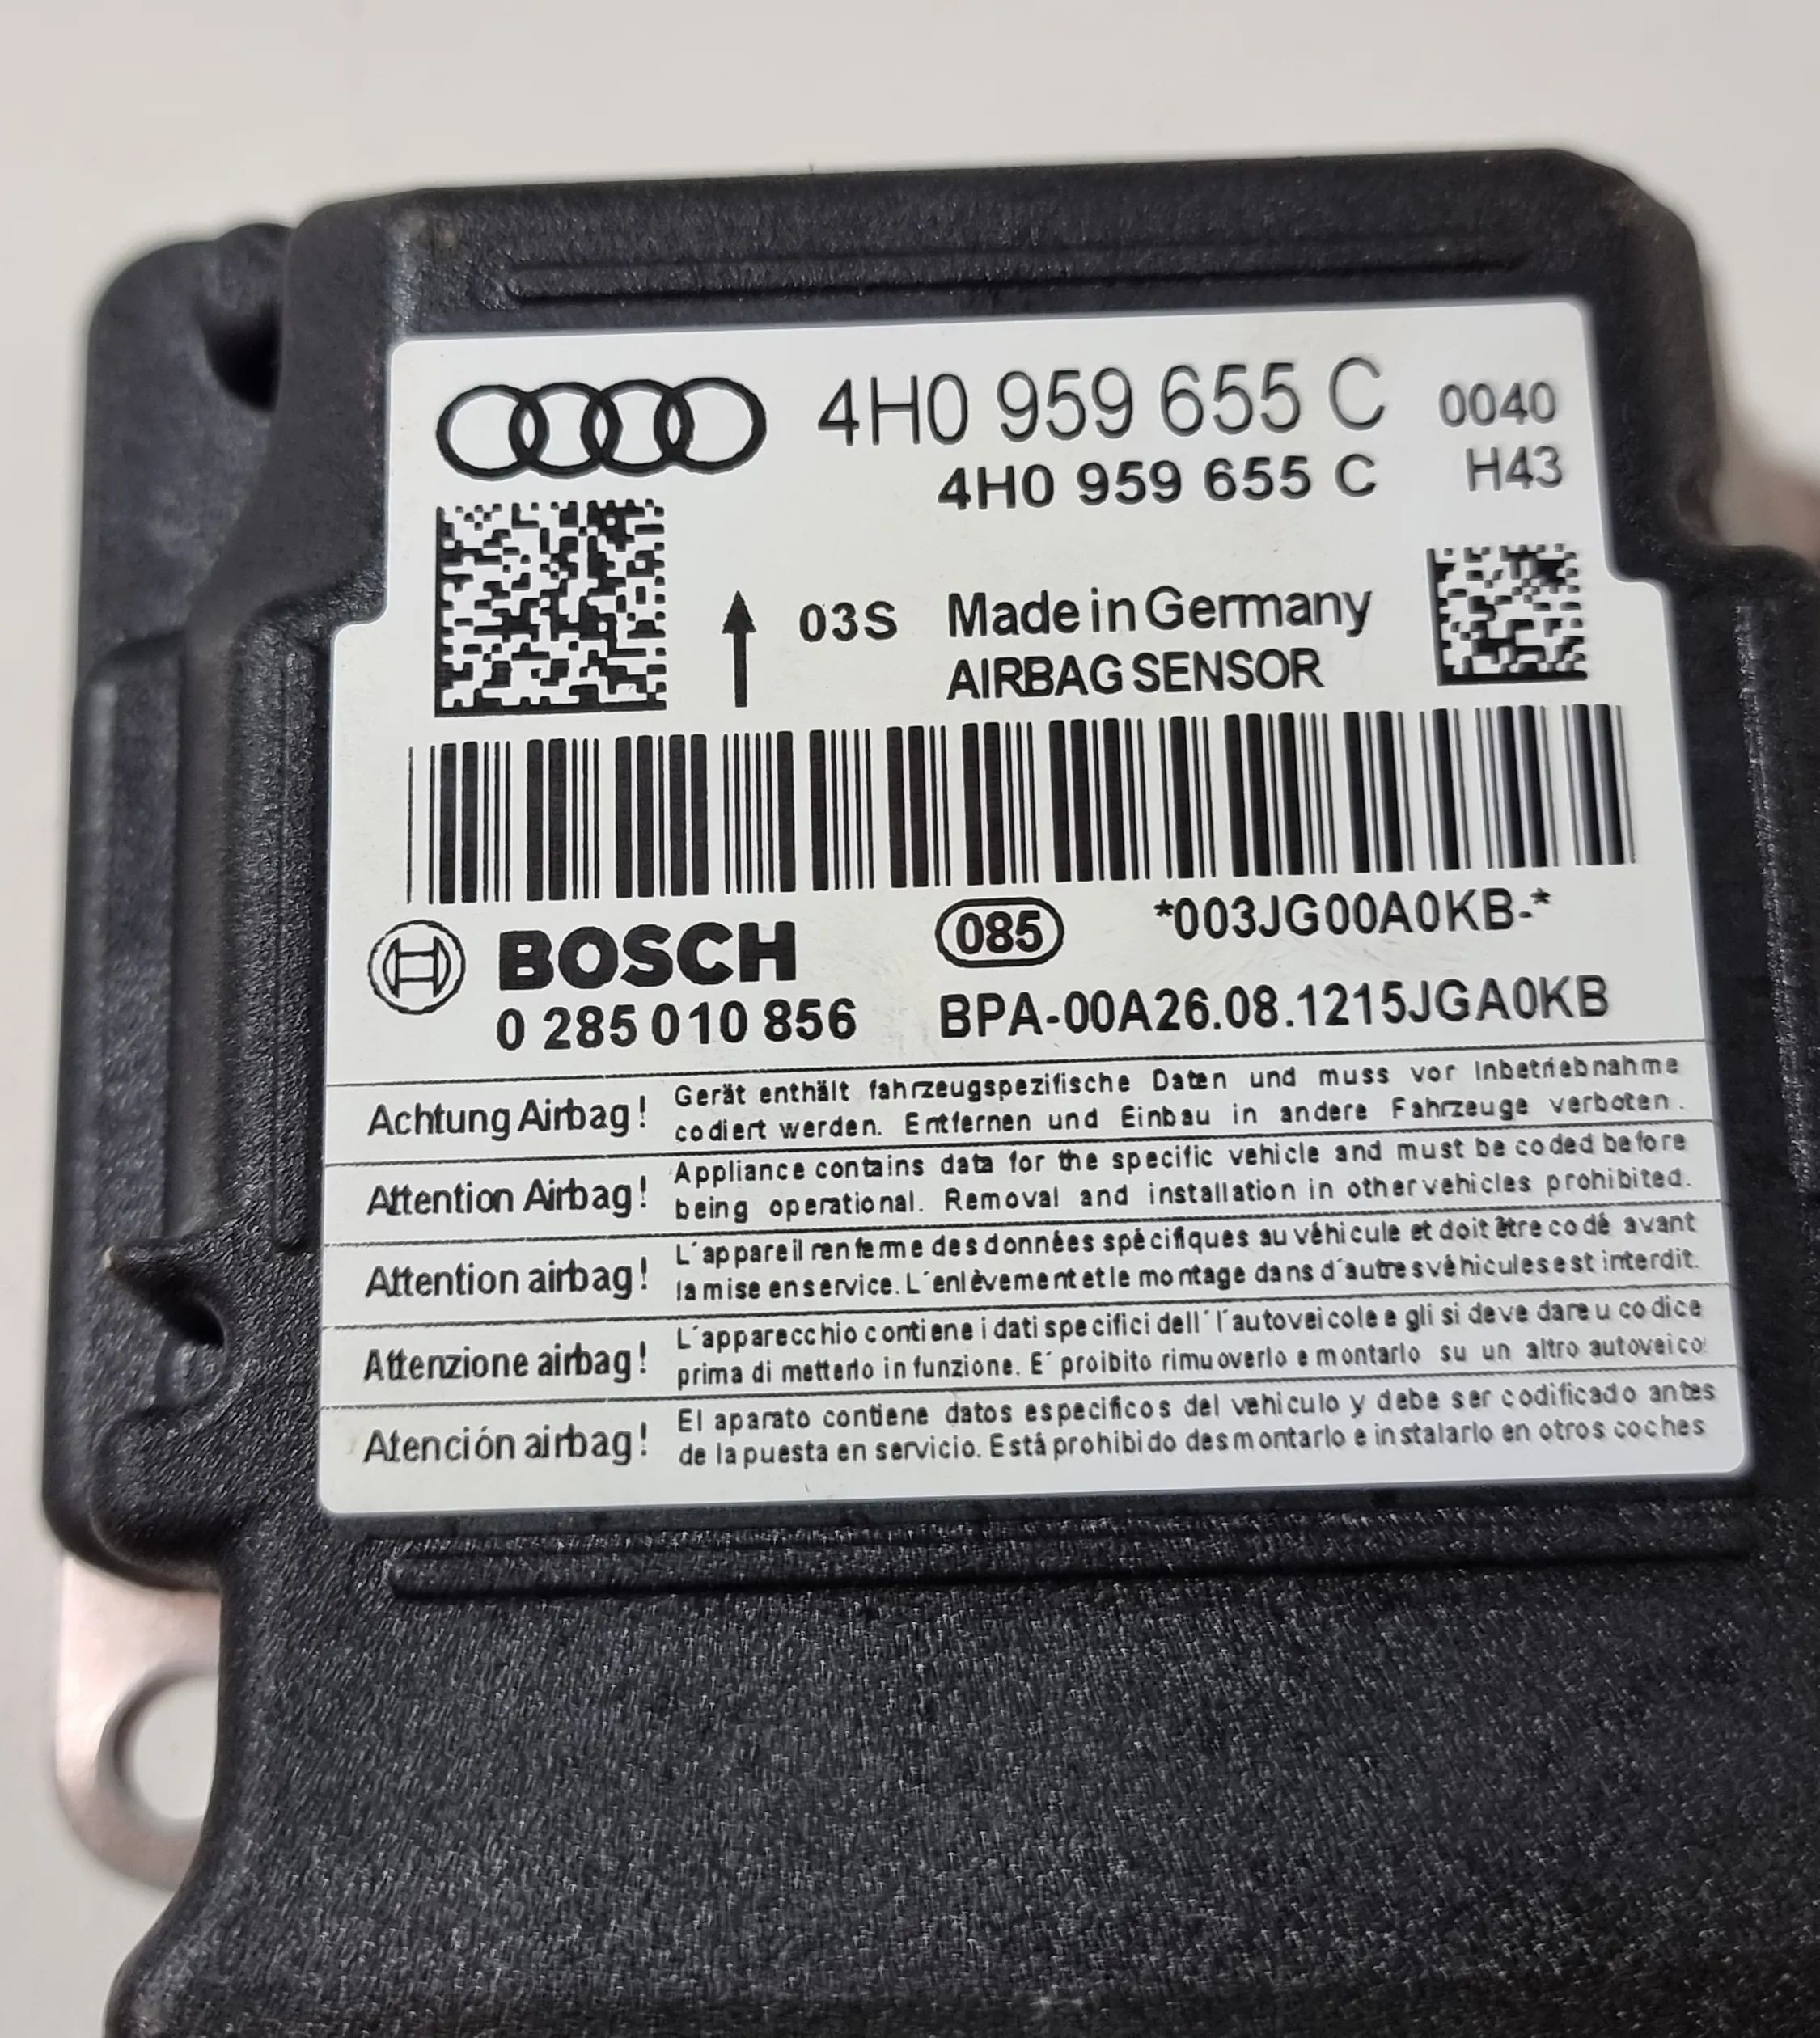 4H0 959 655 C 0040
4H0 959 655 C H43
03S Made in Germany
AIRBAG SENSOR
BOSCH 085 *003JG00A0KB-*
0 285 010 856 BPA-00A26.08.1215JGA0KB
Achtung Airbag! Gerät enthält fahrzeugspezifische Daten und muss vor Inbetriebnahme
codiert werden. Entfernen und Einbau in andere Fahrzeuge verboten.
Attention Airbag! Appliance contains data for the specific vehicle and must be coded before
being operational. Removal and installation in other vehicles prohibited.
Attention airbag! L´appareil renferme des données spècifiques au vèhicule et doit être codè avant
la mise en service. L´enlèvement et le montage dans d´autres vèhicules est interdit.
Attenzione airbag! L´apparecchio contiene i dati specifici dell´l´autoveicolo e gli si deve dare u codice
prima di metterlo in funzione. E´ proibito rimuoverlo e montarlo su un altro autoveico
Atención airbag! El aparato contiene datos especificos del vehiculo y debe ser codificado antes
de la puesta en servicio. Está prohibido desmontarlo e instalarlo en otros coches